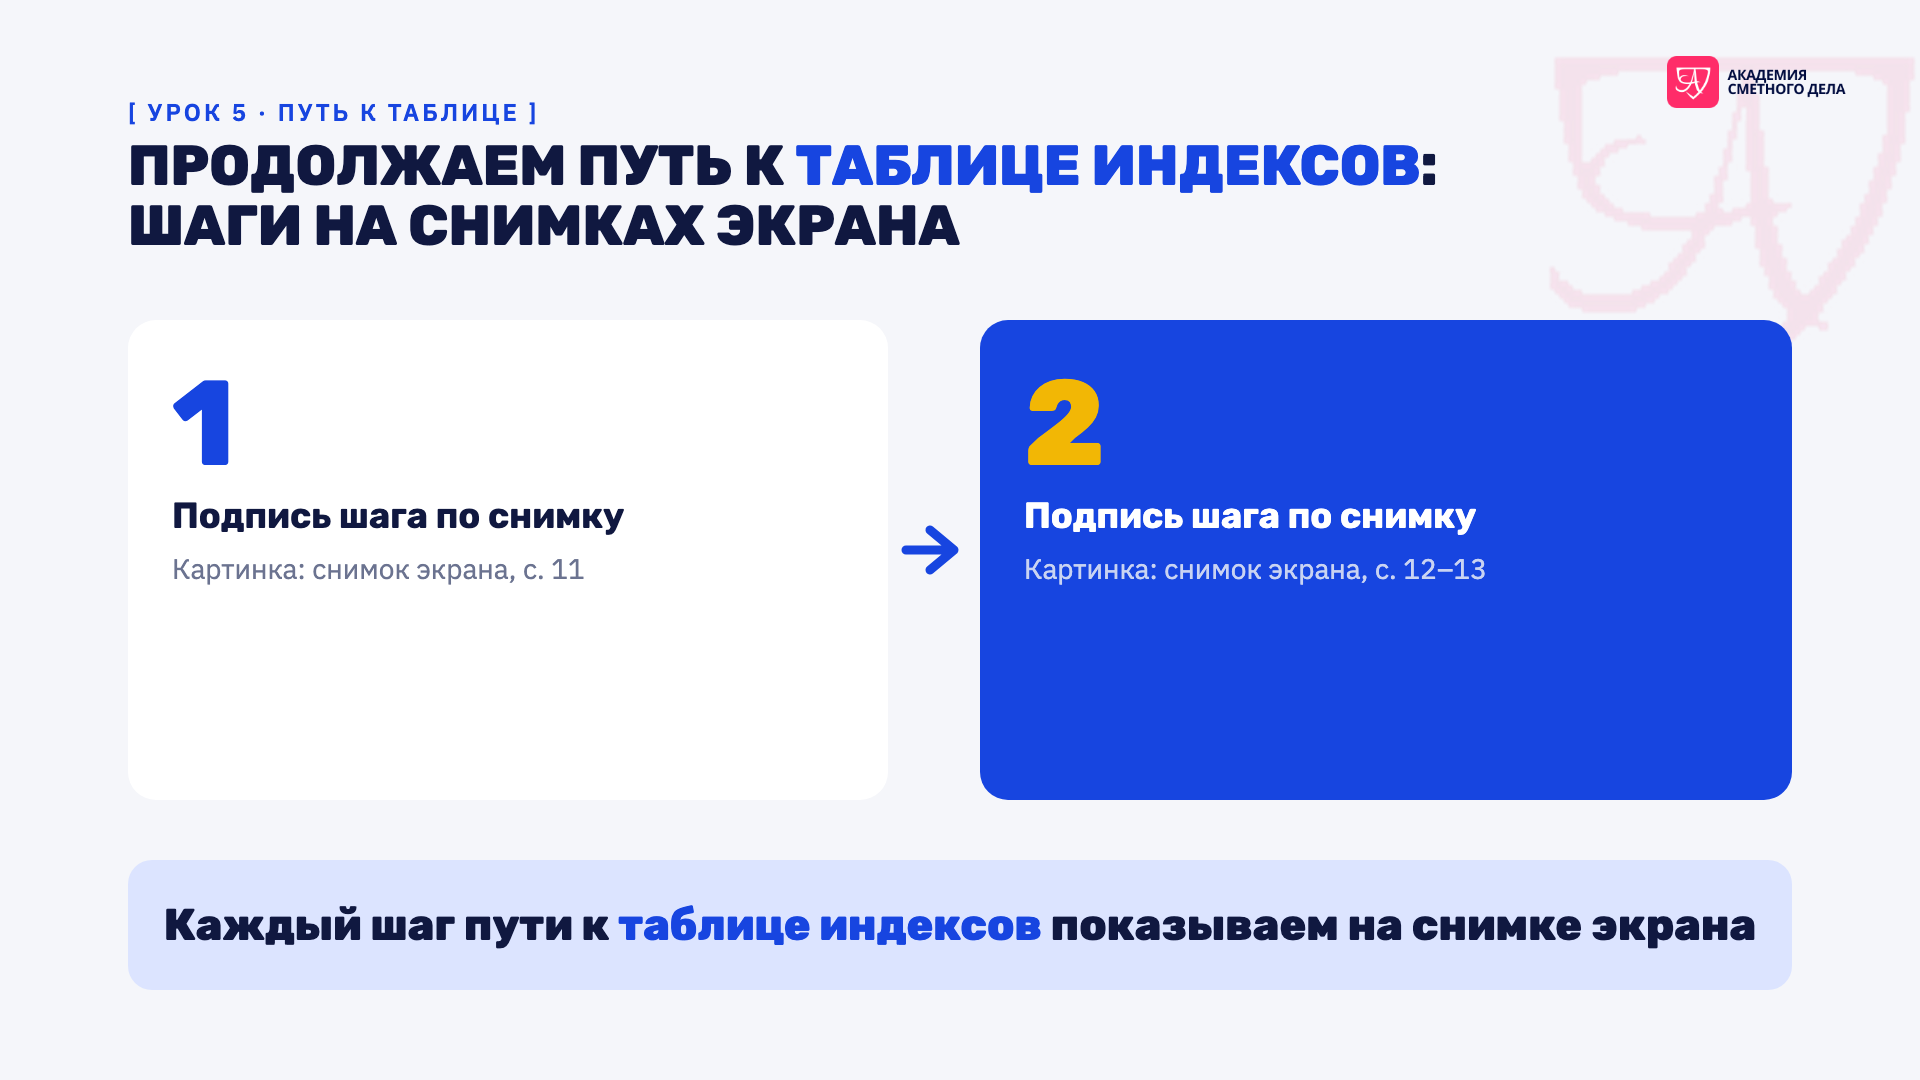 АКАДЕМИЯ
СМЕТНОГО ДЕЛА
[ УРОК 5 · ПУТЬ К ТАБЛИЦЕ ]
ПРОДОЛЖАЕМ ПУТЬ К ТАБЛИЦЕ ИНДЕКСОВ:
ШАГИ НА СНИМКАХ ЭКРАНА
1
Подпись шага по снимку
Картинка: снимок экрана, с. 11
2
Подпись шага по снимку
Картинка: снимок экрана, с. 12–13
Каждый шаг пути к таблице индексов показываем на снимке экрана